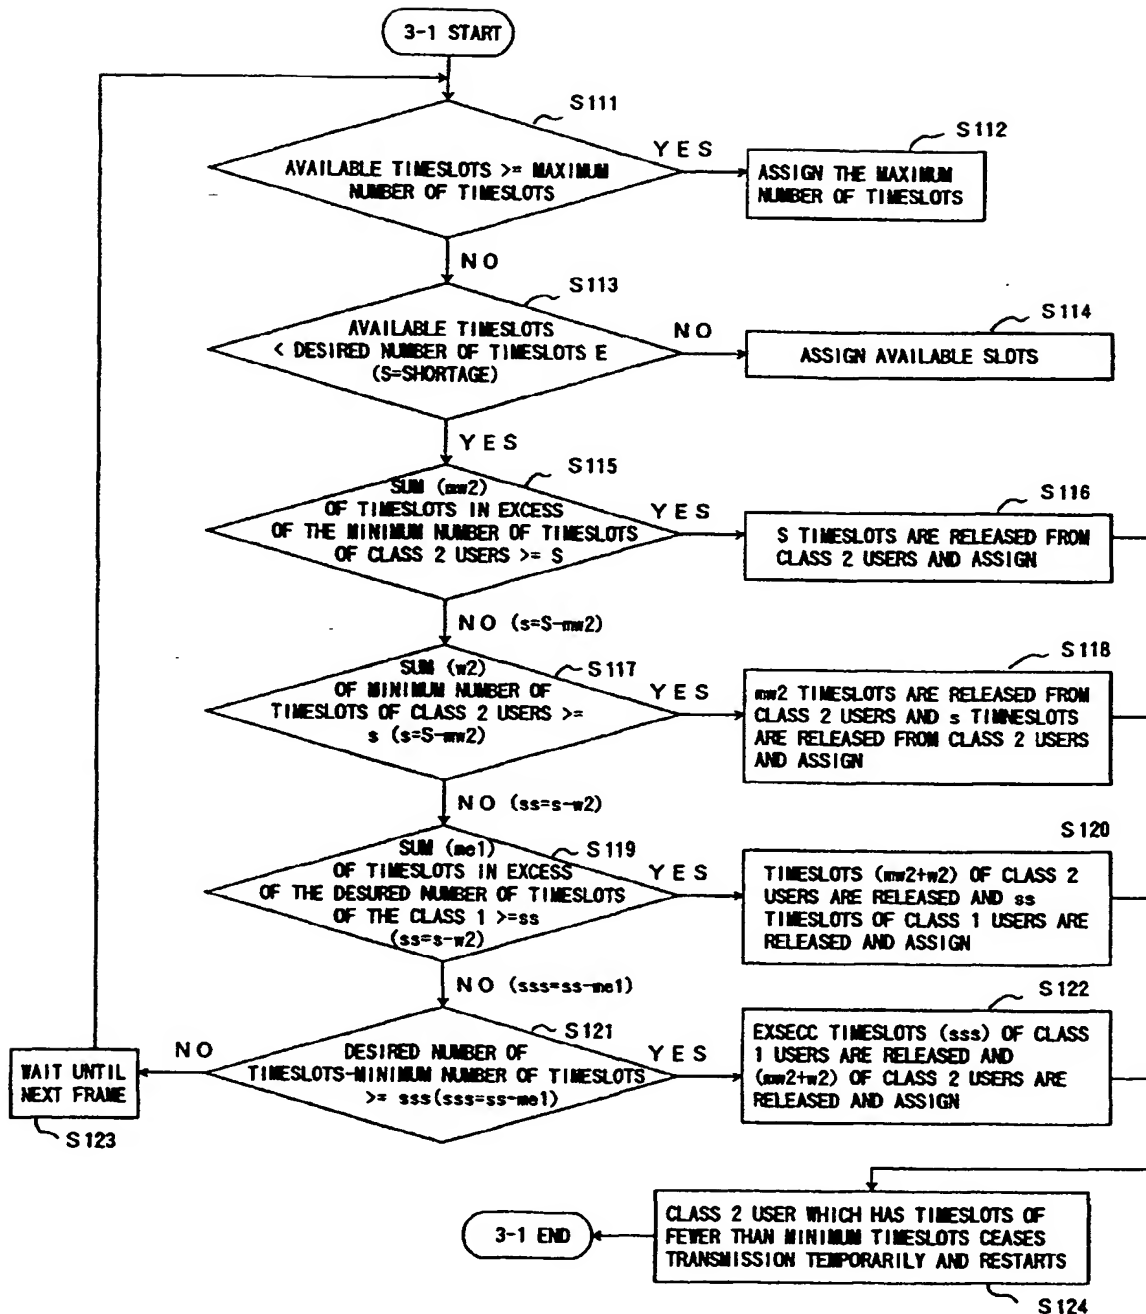 3-1 START
S111
AVAILABLE TIMESLOTS >= MAXIMUM
NUMBER OF TIMESLOTS
YES
S112
ASSIGN THE MAXIMUM
NUMBER OF TIMESLOTS
NO
S113
AVAILABLE TIMESLOTS
< DESIRED NUMBER OF TIMESLOTS E
(S=SHORTAGE)
NO
S114
ASSIGN AVAILABLE SLOTS
YES
S115
SUM (mw2)
OF TIMESLOTS IN EXCESS
OF THE MINIMUM NUMBER OF TIMESLOTS
OF CLASS 2 USERS >= S
YES
S116
S TIMESLOTS ARE RELEASED FROM
CLASS 2 USERS AND ASSIGN
NO (s=S-mw2)
S117
SUM (w2)
OF MINIMUM NUMBER OF
TIMESLOTS OF CLASS 2 USERS >=
s (s=S-mw2)
YES
S118
mw2 TIMESLOTS ARE RELEASED FROM
CLASS 2 USERS AND s TIMNESLOTS
ARE RELEASED FROM CLASS 2 USERS
AND ASSIGN
NO (ss=s-w2)
S119
SUM (me1)
OF TIMESLOTS IN EXCESS
OF THE DESURED NUMBER OF TIMESLOTS
OF THE CLASS 1 >=ss
(ss=s-w2)
YES
S120
TIMESLOTS (mw2+w2) OF CLASS 2
USERS ARE RELEASED AND ss
TIMESLOTS OF CLASS 1 USERS ARE
RELEASED AND ASSIGN
NO (sss=ss-me1)
S121
DESIRED NUMBER OF
TIMESLOTS-MINIMUM NUMBER OF TIMESLOTS
>= sss(sss=ss-me1)
YES
S122
EXSECC TIMESLOTS (sss) OF CLASS
1 USERS ARE RELEASED AND
(mw2+w2) OF CLASS 2 USERS ARE
RELEASED AND ASSIGN
NO
WAIT UNTIL
NEXT FRAME
S123
CLASS 2 USER WHICH HAS TIMESLOTS OF
FEWER THAN MINIMUM TIMESLOTS CEASES
TRANSMISSION TEMPORARILY AND RESTARTS
S124
3-1 END